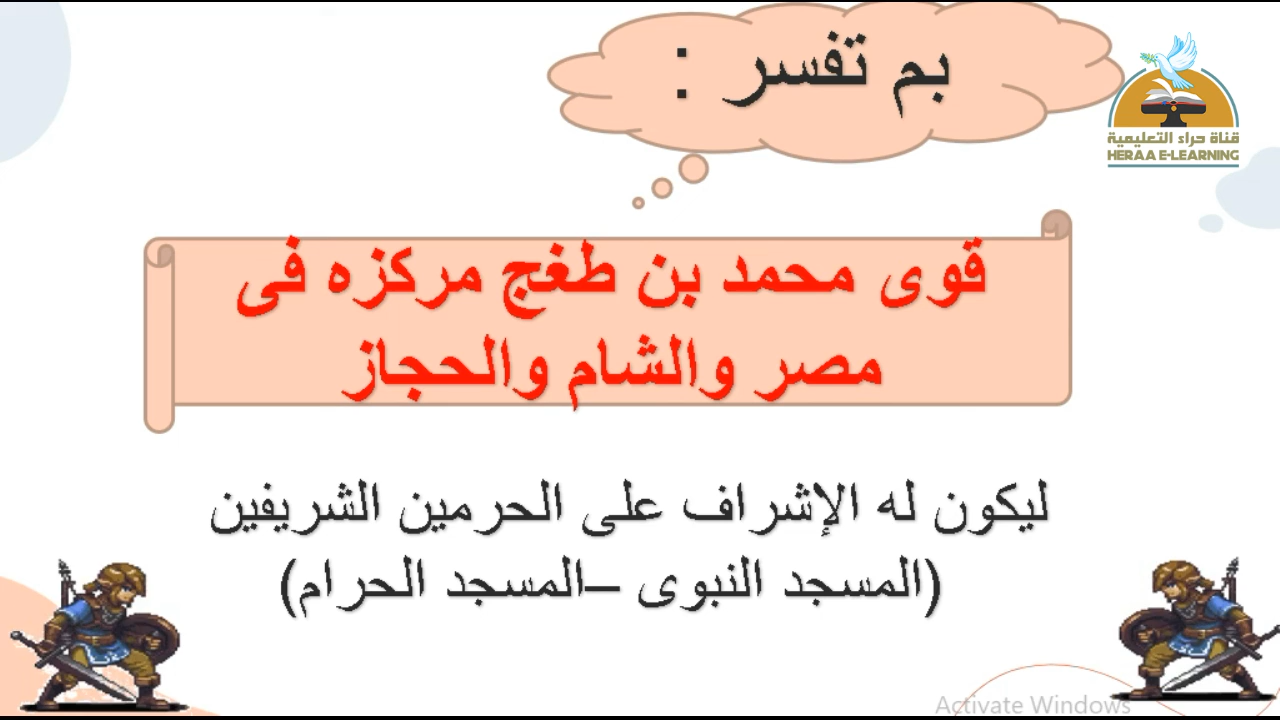 بم تفسر :
قناة حراء التعليمية
HERAA E-LEARNING
قوى محمد بن طغج مركزه فى
مصر والشام والحجاز
ليكون له الإشراف على الحرمين الشريفين
(المسجد النبوى –المسجد الحرام)
Activate Windows